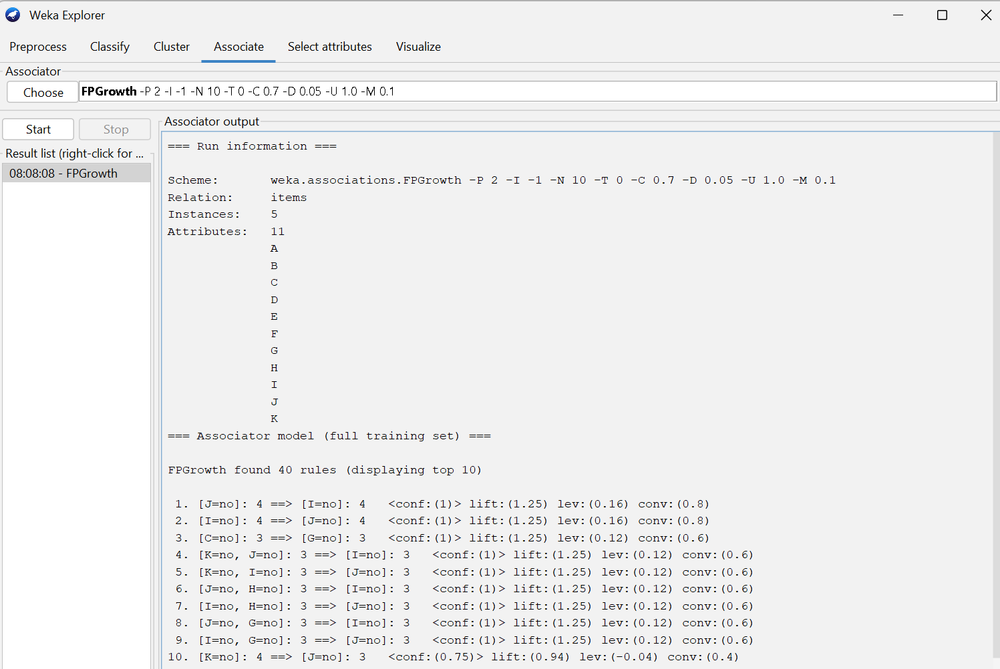 Weka Explorer
Preprocess Classify Cluster Associate Select attributes Visualize
Associator
Choose FPGrowth -P 2 -I -1 -N 10 -T 0 -C 0.7 -D 0.05 -U 1.0 -M 0.1
Start Stop
Result list (right-click for ...
08:08:08 - FPGrowth
Associator output
=== Run information ===
Scheme: weka.associations.FPGrowth -P 2 -I -1 -N 10 -T 0 -C 0.7 -D 0.05 -U 1.0 -M 0.1
Relation: items
Instances: 5
Attributes: 11
A
B
C
D
E
F
G
H
I
J
K
=== Associator model (full training set) ===
FPGrowth found 40 rules (displaying top 10)
1. [J=no]: 4 ==> [I=no]: 4 <conf:(1)> lift:(1.25) lev:(0.16) conv:(0.8)
2. [I=no]: 4 ==> [J=no]: 4 <conf:(1)> lift:(1.25) lev:(0.16) conv:(0.8)
3. [C=no]: 3 ==> [G=no]: 3 <conf:(1)> lift:(1.25) lev:(0.12) conv:(0.6)
4. [K=no, J=no]: 3 ==> [I=no]: 3 <conf:(1)> lift:(1.25) lev:(0.12) conv:(0.6)
5. [K=no, I=no]: 3 ==> [J=no]: 3 <conf:(1)> lift:(1.25) lev:(0.12) conv:(0.6)
6. [J=no, H=no]: 3 ==> [I=no]: 3 <conf:(1)> lift:(1.25) lev:(0.12) conv:(0.6)
7. [I=no, H=no]: 3 ==> [J=no]: 3 <conf:(1)> lift:(1.25) lev:(0.12) conv:(0.6)
8. [J=no, G=no]: 3 ==> [I=no]: 3 <conf:(1)> lift:(1.25) lev:(0.12) conv:(0.6)
9. [I=no, G=no]: 3 ==> [J=no]: 3 <conf:(1)> lift:(1.25) lev:(0.12) conv:(0.6)
10. [K=no]: 4 ==> [J=no]: 3 <conf:(0.75)> lift:(0.94) lev:(-0.04) conv:(0.4)